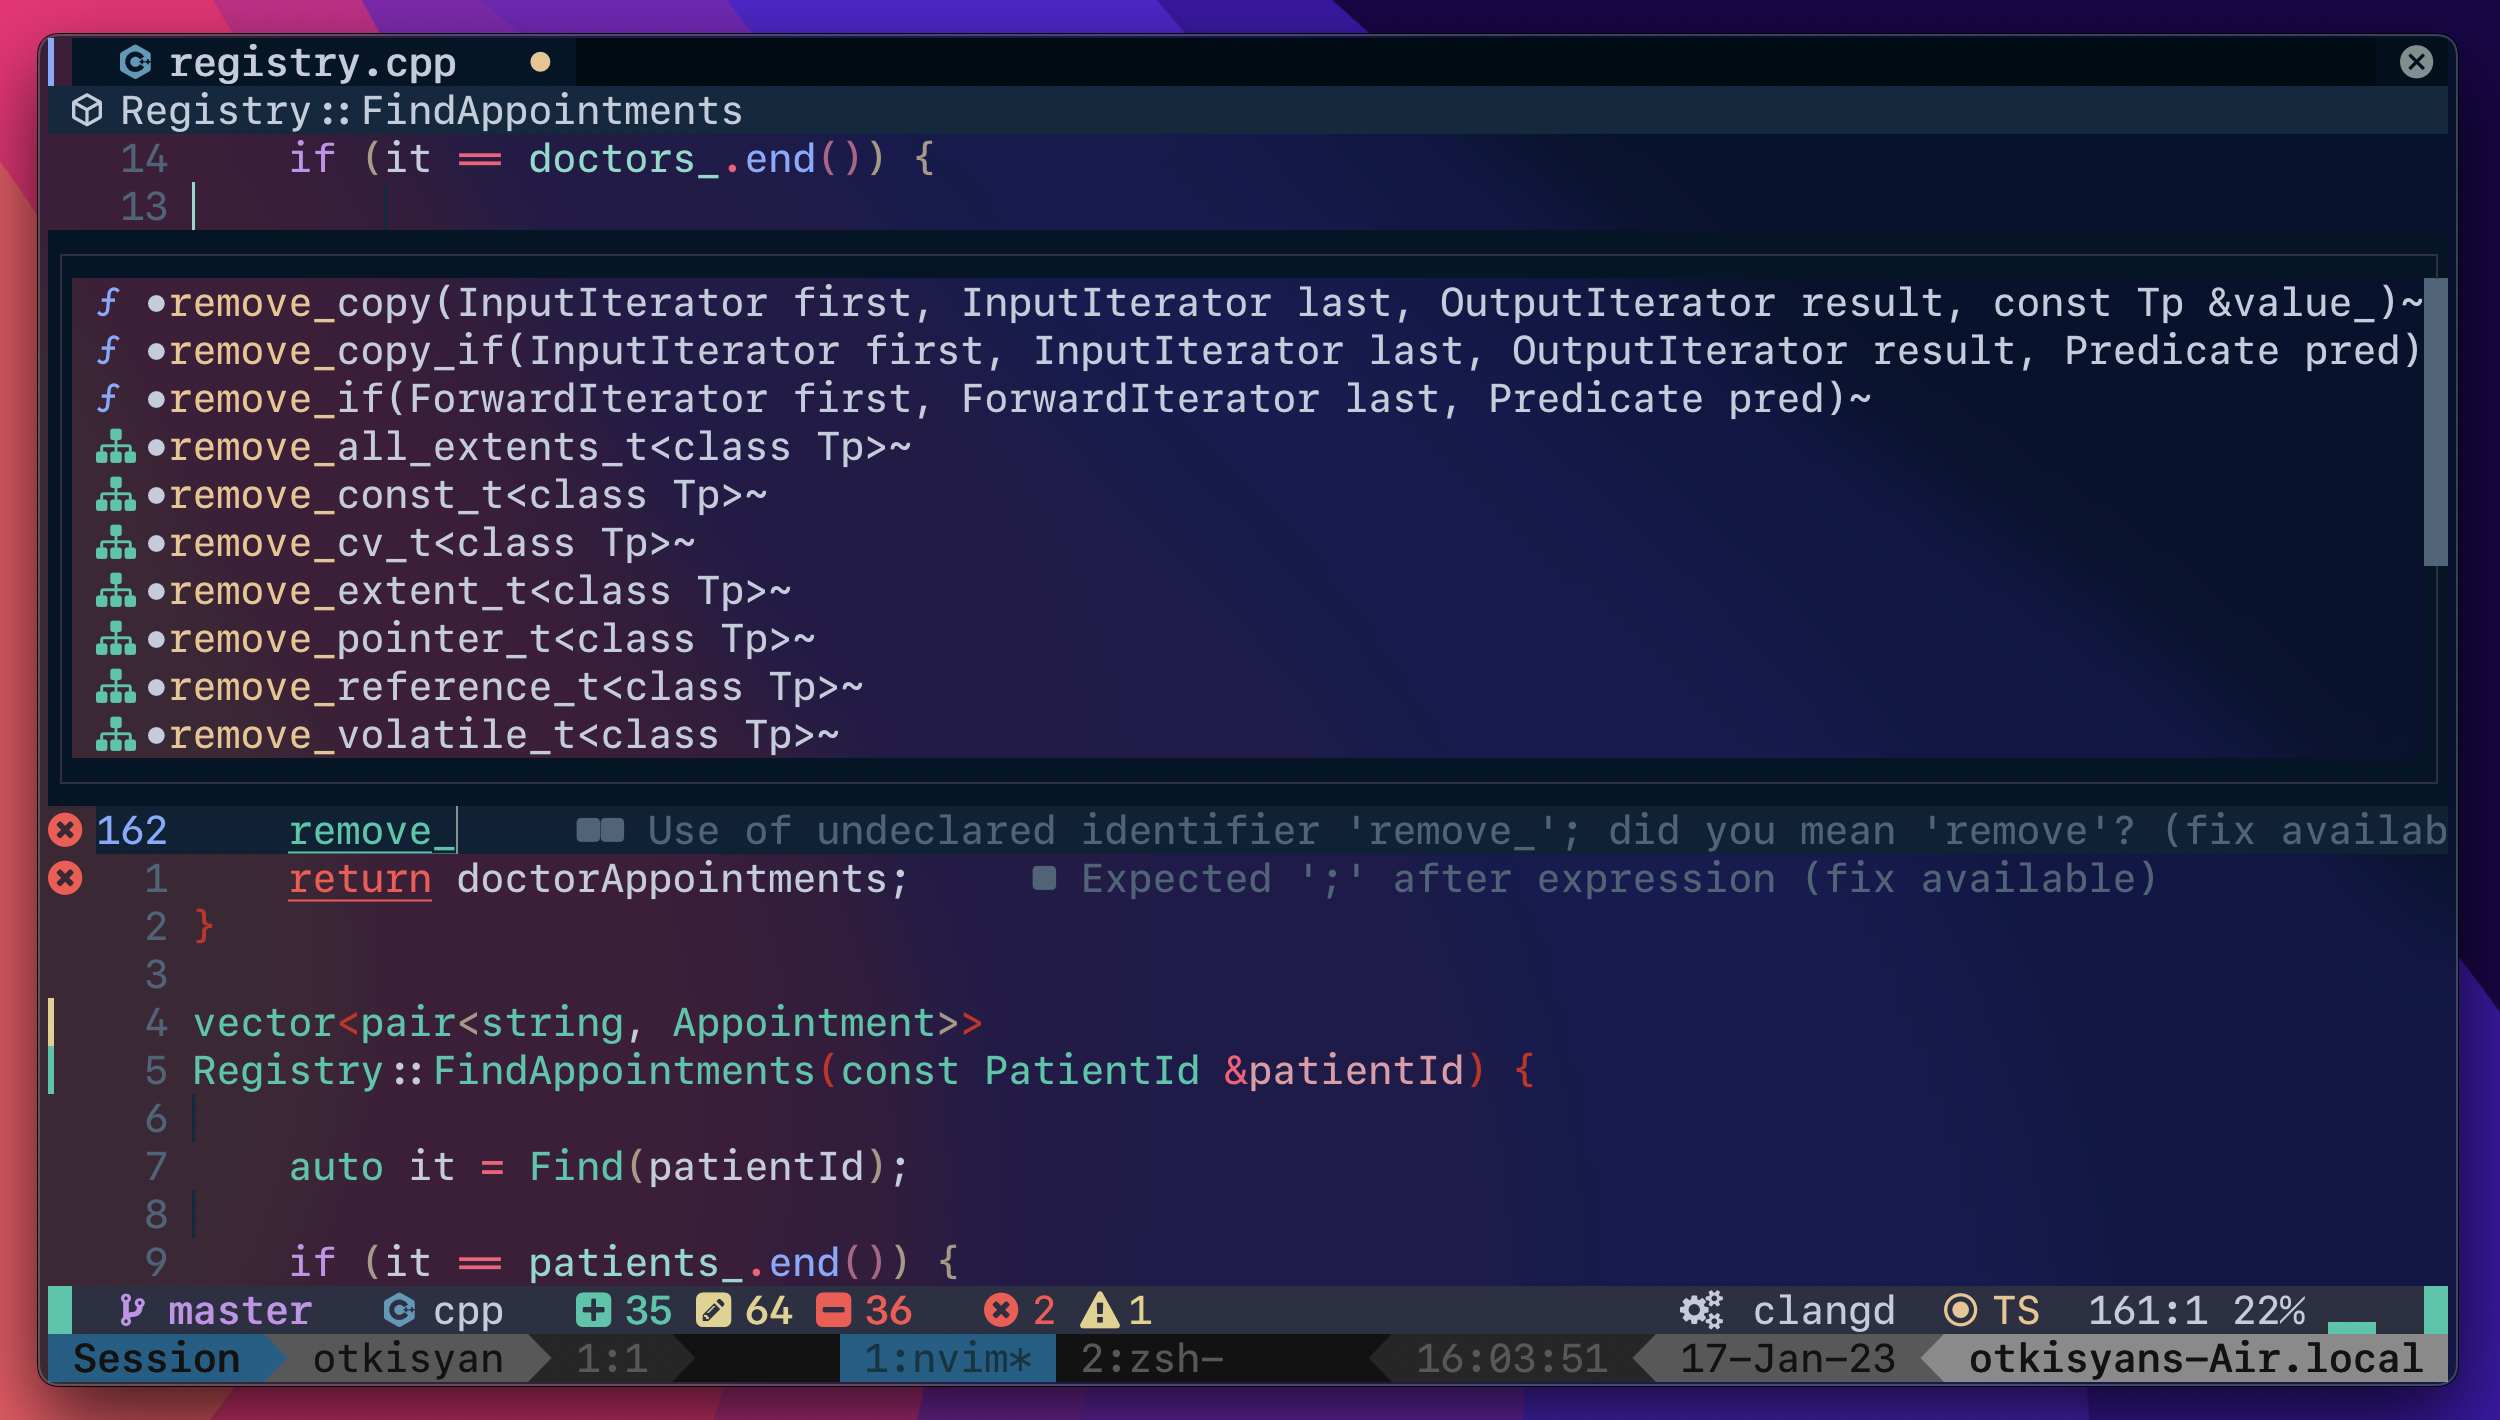 registry.cpp
Registry::FindAppointments
14 if (it == doctors_.end()) {
13
ƒ •remove_copy(InputIterator first, InputIterator last, OutputIterator result, const Tp &value_)~
ƒ •remove_copy_if(InputIterator first, InputIterator last, OutputIterator result, Predicate pred)
ƒ •remove_if(ForwardIterator first, ForwardIterator last, Predicate pred)~
•remove_all_extents_t<class Tp>~
•remove_const_t<class Tp>~
•remove_cv_t<class Tp>~
•remove_extent_t<class Tp>~
•remove_pointer_t<class Tp>~
•remove_reference_t<class Tp>~
•remove_volatile_t<class Tp>~
162 remove_ Use of undeclared identifier 'remove_'; did you mean 'remove'? (fix availab
1 return doctorAppointments; Expected ';' after expression (fix available)
2 }
3
4 vector<pair<string, Appointment>>
5 Registry::FindAppointments(const PatientId &patientId) {
6
7 auto it = Find(patientId);
8
9 if (it == patients_.end()) {
master cpp 35 64 36 2 1 clangd TS 161:1 22%
Session otkisyan 1:1 1:nvim* 2:zsh- 16:03:51 17-Jan-23 otkisyans-Air.local